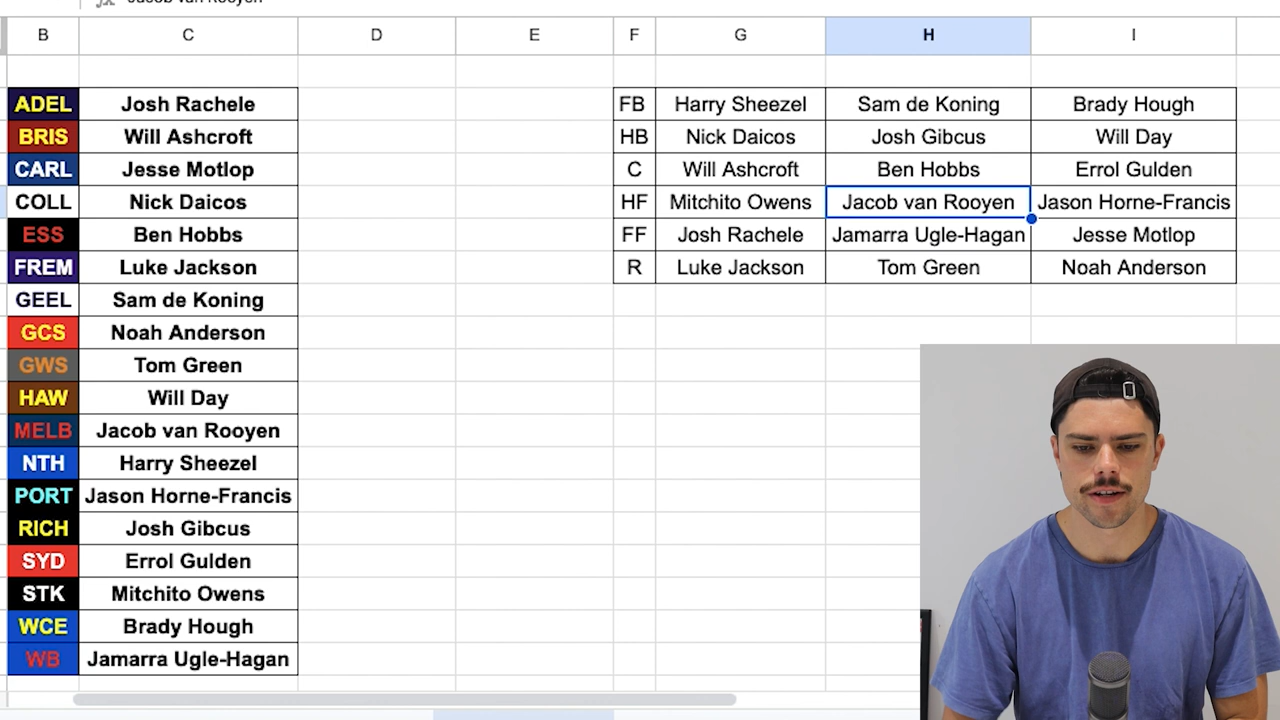 B C D E F G H I
ADEL Josh Rachele
BRIS Will Ashcroft
CARL Jesse Motlop
COLL Nick Daicos
ESS Ben Hobbs
FREM Luke Jackson
GEEL Sam de Koning
GCS Noah Anderson
GWS Tom Green
HAW Will Day
MELB Jacob van Rooyen
NTH Harry Sheezel
PORT Jason Horne-Francis
RICH Josh Gibcus
SYD Errol Gulden
STK Mitchito Owens
WCE Brady Hough
WB Jamarra Ugle-Hagan
FB Harry Sheezel Sam de Koning Brady Hough
HB Nick Daicos Josh Gibcus Will Day
C Will Ashcroft Ben Hobbs Errol Gulden
HF Mitchito Owens Jacob van Rooyen Jason Horne-Francis
FF Josh Rachele Jamarra Ugle-Hagan Jesse Motlop
R Luke Jackson Tom Green Noah Anderson